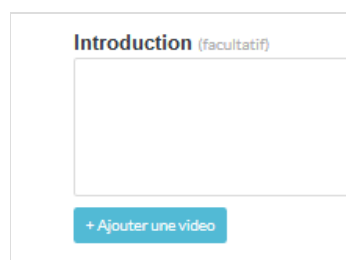 Introduction (facultatif)
+ Ajouter une video